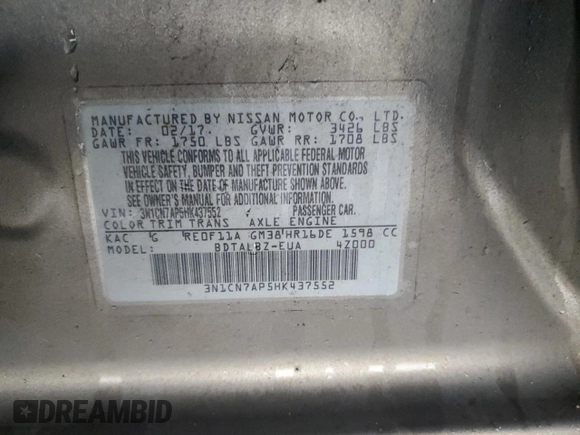 MANUFACTURED BY NISSAN MOTOR CO., LTD.
DATE: 02/17. GVWR: 3426 LBS
GAWR FR: 1750 LBS GAWR RR: 1708 LBS
THIS VEHICLE CONFORMS TO ALL APPLICABLE FEDERAL MOTOR
VEHICLE SAFETY, BUMPER AND THEFT PREVENTION STANDARDS
IN EFFECT ON THE DATE OF MANUFACTURE SHOWN ABOVE.
SEE OWNER'S MANUAL FOR ADDITIONAL INFORMATION.
VIN: 3N1CN7AP5HK437552 PASSENGER CAR.
COLOR TRIM TRANS AXLE ENGINE
KAC G RE0F11A GM38 HR16DE 1598 CC
MODEL: BDTALBZ-EUA 4Z000
3N1CN7AP5HK437552
DREAMBID